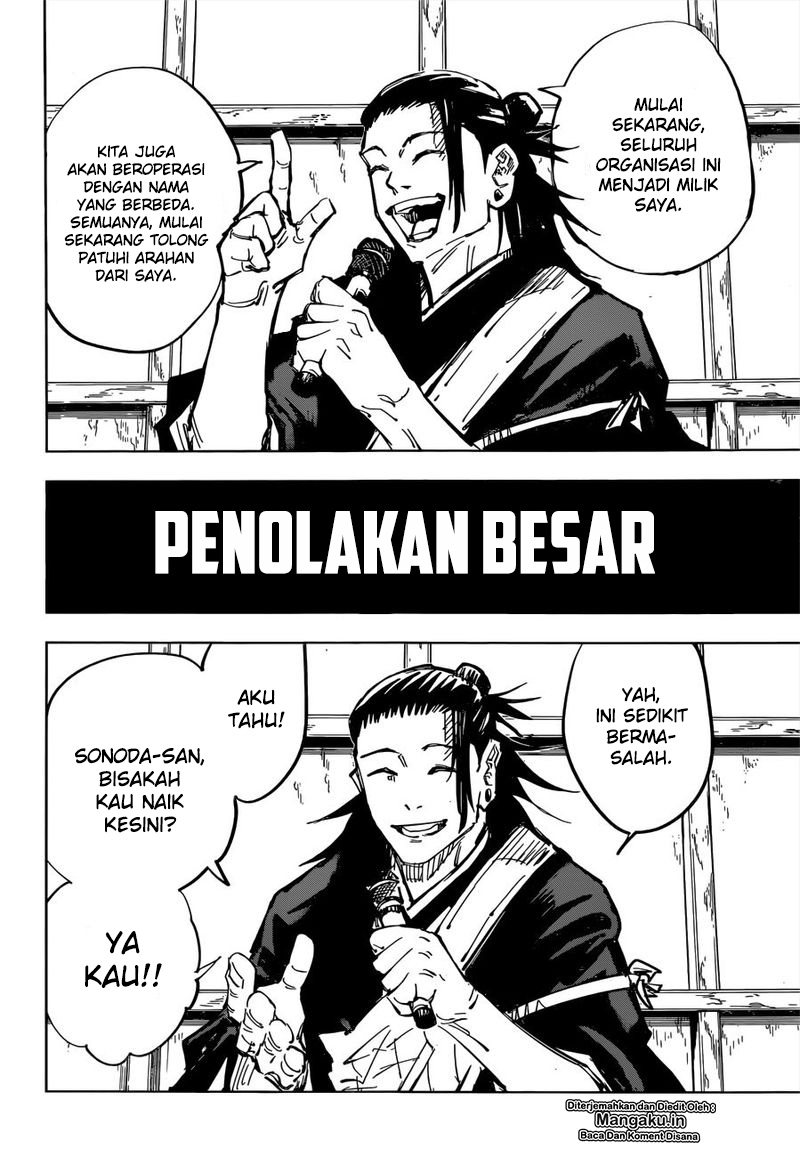 MULAI
SEKARANG,
SELURUH
ORGANISASI INI
MENJADI MILIK
SAYA.
KITA JUGA
AKAN BEROPERASI
DENGAN NAMA
YANG BERBEDA.
SEMUANYA, MULAI
SEKARANG TOLONG
PATUHI ARAHAN
DARI SAYA.
PENOLAKAN BESAR
YAH,
INI SEDIKIT
BERMA-
SALAH.
AKU
TAHU!
SONODA-SAN,
BISAKAH
KAU NAIK
KESINI?
YA
KAU!!
Diterjemahkan dan Diedit Oleh :
Mangaku.in
Baca Dan Koment Disana